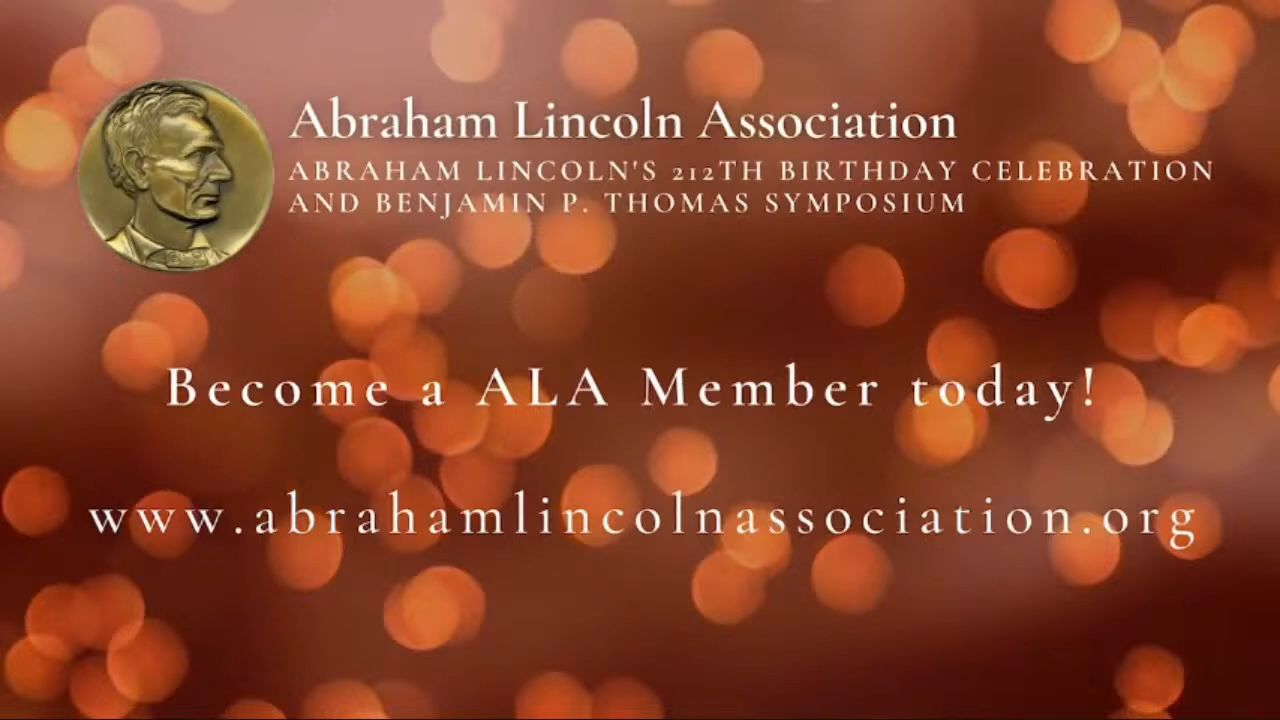 Abraham Lincoln Association
ABRAHAM LINCOLN'S 212TH BIRTHDAY CELEBRATION
AND BENJAMIN P. THOMAS SYMPOSIUM
Become a ALA Member today!
www.abrahamlincolnassociation.org